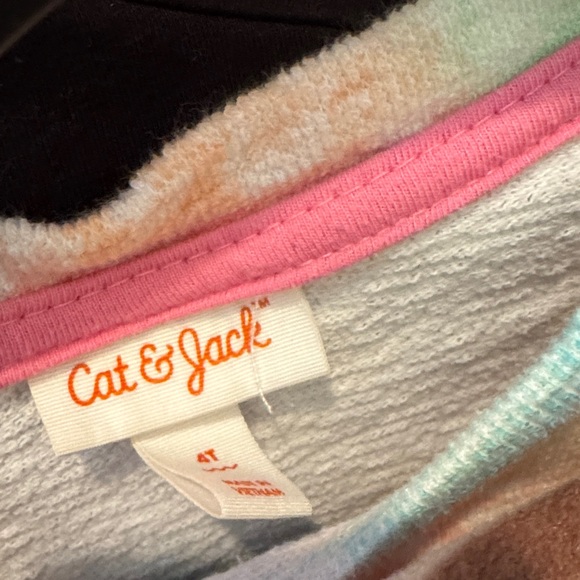 Cat & Jack™
4T
MADE IN
VIETNAM